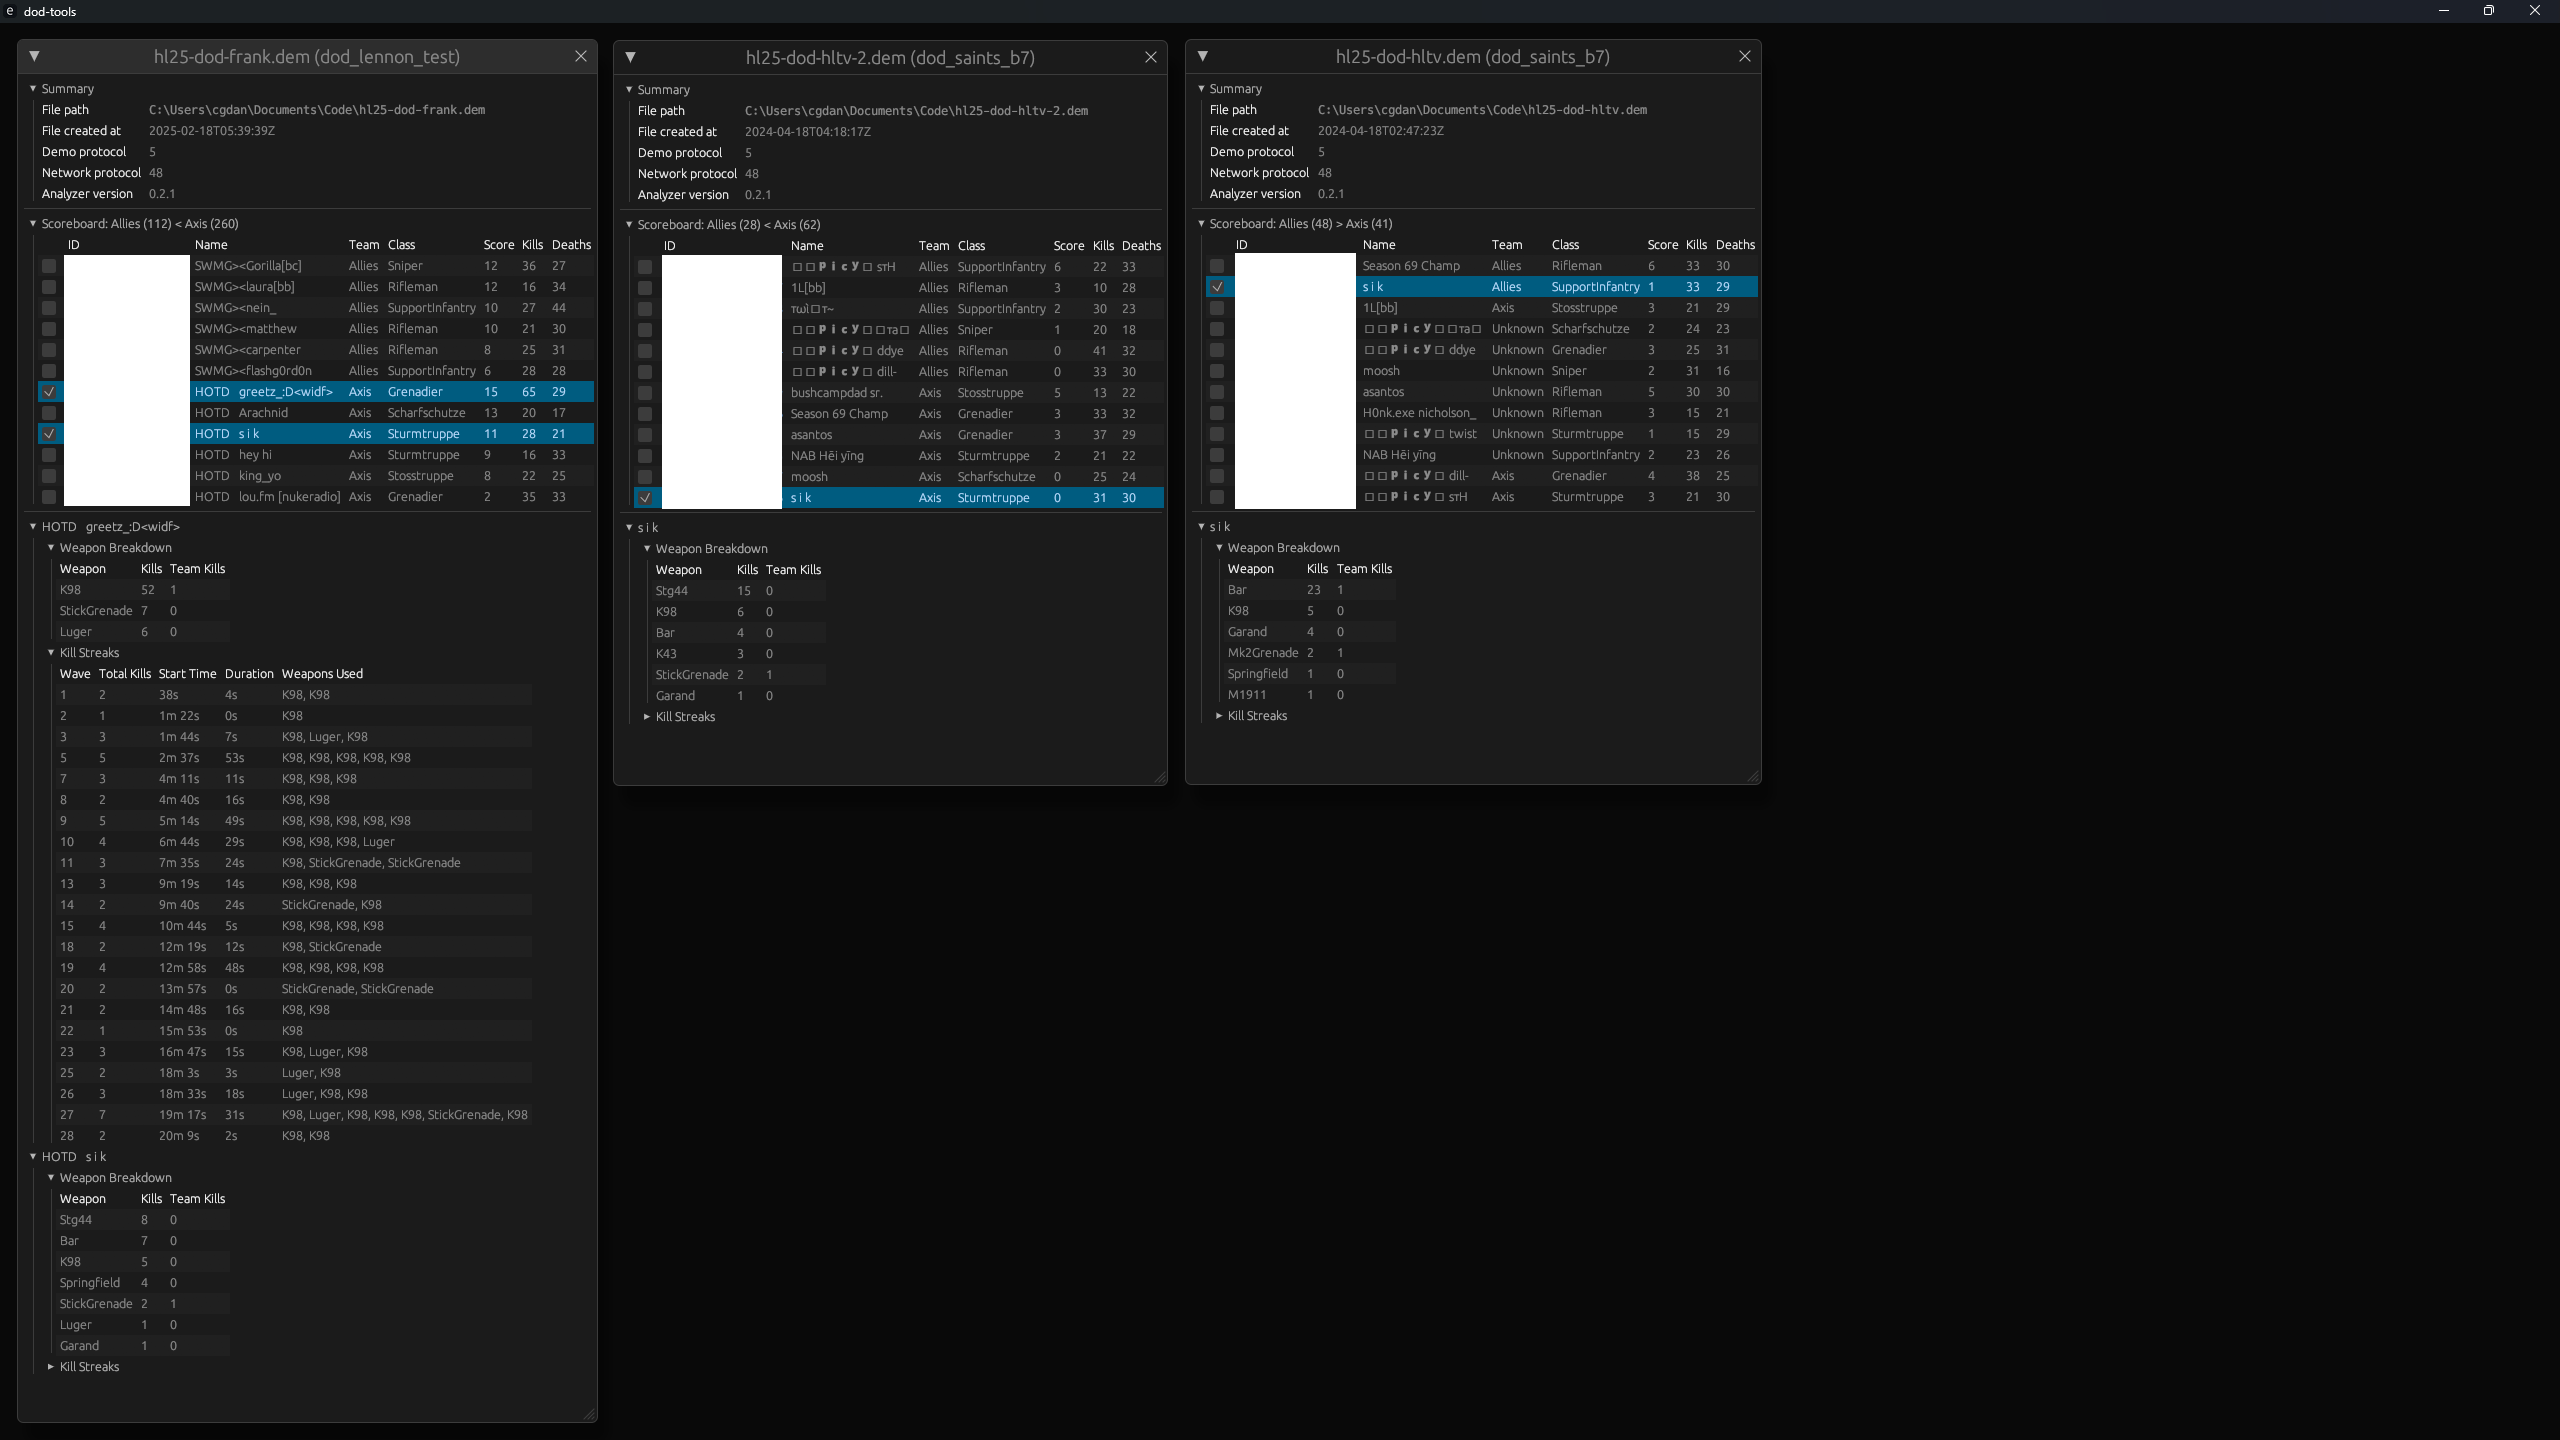 dod-tools
hl25-dod-frank.dem (dod_lennon_test)
Summary
File path C:\Users\cgdan\Documents\Code\hl25-dod-frank.dem
File created at 2025-02-18T05:39:39Z
Demo protocol 5
Network protocol 48
Analyzer version 0.2.1
Scoreboard: Allies (112) < Axis (260)
ID Name Team Class Score Kills Deaths
SWMG><Gorilla[bc] Allies Sniper 12 36 27
SWMG><laura[bb] Allies Rifleman 12 16 34
SWMG><nein_ Allies SupportInfantry 10 27 44
SWMG><matthew Allies Rifleman 10 21 30
SWMG><carpenter Allies Rifleman 8 25 31
SWMG><flashg0rd0n Allies SupportInfantry 6 28 28
HOTD greetz_:D<widf> Axis Grenadier 15 65 29
HOTD Arachnid Axis Scharfschutze 13 20 17
HOTD s i k Axis Sturmtruppe 11 28 21
HOTD hey hi Axis Sturmtruppe 9 16 33
HOTD king_yo Axis Stosstruppe 8 22 25
HOTD lou.fm [nukeradio] Axis Grenadier 2 35 33
HOTD greetz_:D<widf>
Weapon Breakdown
Weapon Kills Team Kills
K98 52 1
StickGrenade 7 0
Luger 6 0
Kill Streaks
Wave Total Kills Start Time Duration Weapons Used
1 2 38s 4s K98, K98
2 1 1m 22s 0s K98
3 3 1m 44s 7s K98, Luger, K98
5 5 2m 37s 53s K98, K98, K98, K98, K98
7 3 4m 11s 11s K98, K98, K98
8 2 4m 40s 16s K98, K98
9 5 5m 14s 49s K98, K98, K98, K98, K98
10 4 6m 44s 29s K98, K98, K98, Luger
11 3 7m 35s 24s K98, StickGrenade, StickGrenade
13 3 9m 19s 14s K98, K98, K98
14 2 9m 40s 24s StickGrenade, K98
15 4 10m 44s 5s K98, K98, K98, K98
18 2 12m 19s 12s K98, StickGrenade
19 4 12m 58s 48s K98, K98, K98, K98
20 2 13m 57s 0s StickGrenade, StickGrenade
21 2 14m 48s 16s K98, K98
22 1 15m 53s 0s K98
23 3 16m 47s 15s K98, Luger, K98
25 2 18m 3s 3s Luger, K98
26 3 18m 33s 18s Luger, K98, K98
27 7 19m 17s 31s K98, Luger, K98, K98, K98, StickGrenade, K98
28 2 20m 9s 2s K98, K98
HOTD s i k
Weapon Breakdown
Weapon Kills Team Kills
Stg44 8 0
Bar 7 0
K98 5 0
Springfield 4 0
StickGrenade 2 1
Luger 1 0
Garand 1 0
Kill Streaks
hl25-dod-hltv-2.dem (dod_saints_b7)
Summary
File path C:\Users\cgdan\Documents\Code\hl25-dod-hltv-2.dem
File created at 2024-04-18T04:18:17Z
Demo protocol 5
Network protocol 48
Analyzer version 0.2.1
Scoreboard: Allies (28) < Axis (62)
ID Name Team Class Score Kills Deaths
□□ᴘɪcʏ□ sтH Allies SupportInfantry 6 22 33
1L[bb] Allies Rifleman 3 10 28
тωì□т~ Allies SupportInfantry 2 30 23
□□ᴘɪcʏ□□тa□ Allies Sniper 1 20 18
□□ᴘɪcʏ□ ddye Allies Rifleman 0 41 32
□□ᴘɪcʏ□ dill- Allies Rifleman 0 33 30
bushcampdad sr. Axis Stosstruppe 5 13 22
Season 69 Champ Axis Grenadier 3 33 32
asantos Axis Grenadier 3 37 29
NAB Hēi yīng Axis Sturmtruppe 2 21 22
moosh Axis Scharfschutze 0 25 24
s i k Axis Sturmtruppe 0 31 30
s i k
Weapon Breakdown
Weapon Kills Team Kills
Stg44 15 0
K98 6 0
Bar 4 0
K43 3 0
StickGrenade 2 1
Garand 1 0
Kill Streaks
hl25-dod-hltv.dem (dod_saints_b7)
Summary
File path C:\Users\cgdan\Documents\Code\hl25-dod-hltv.dem
File created at 2024-04-18T02:47:23Z
Demo protocol 5
Network protocol 48
Analyzer version 0.2.1
Scoreboard: Allies (48) > Axis (41)
ID Name Team Class Score Kills Deaths
Season 69 Champ Allies Rifleman 6 33 30
s i k Allies SupportInfantry 1 33 29
1L[bb] Axis Stosstruppe 3 21 29
□□ᴘɪcʏ□□тa□ Unknown Scharfschutze 2 24 23
□□ᴘɪcʏ□ ddye Unknown Grenadier 3 25 31
moosh Unknown Sniper 2 31 16
asantos Unknown Rifleman 5 30 30
H0nk.exe nicholson_ Unknown Rifleman 3 15 21
□□ᴘɪcʏ□ twist Unknown Sturmtruppe 1 15 29
NAB Hēi yīng Unknown SupportInfantry 2 23 26
□□ᴘɪcʏ□ dill- Axis Grenadier 4 38 25
□□ᴘɪcʏ□ sтH Axis Sturmtruppe 3 21 30
s i k
Weapon Breakdown
Weapon Kills Team Kills
Bar 23 1
K98 5 0
Garand 4 0
Mk2Grenade 2 1
Springfield 1 0
M1911 1 0
Kill Streaks